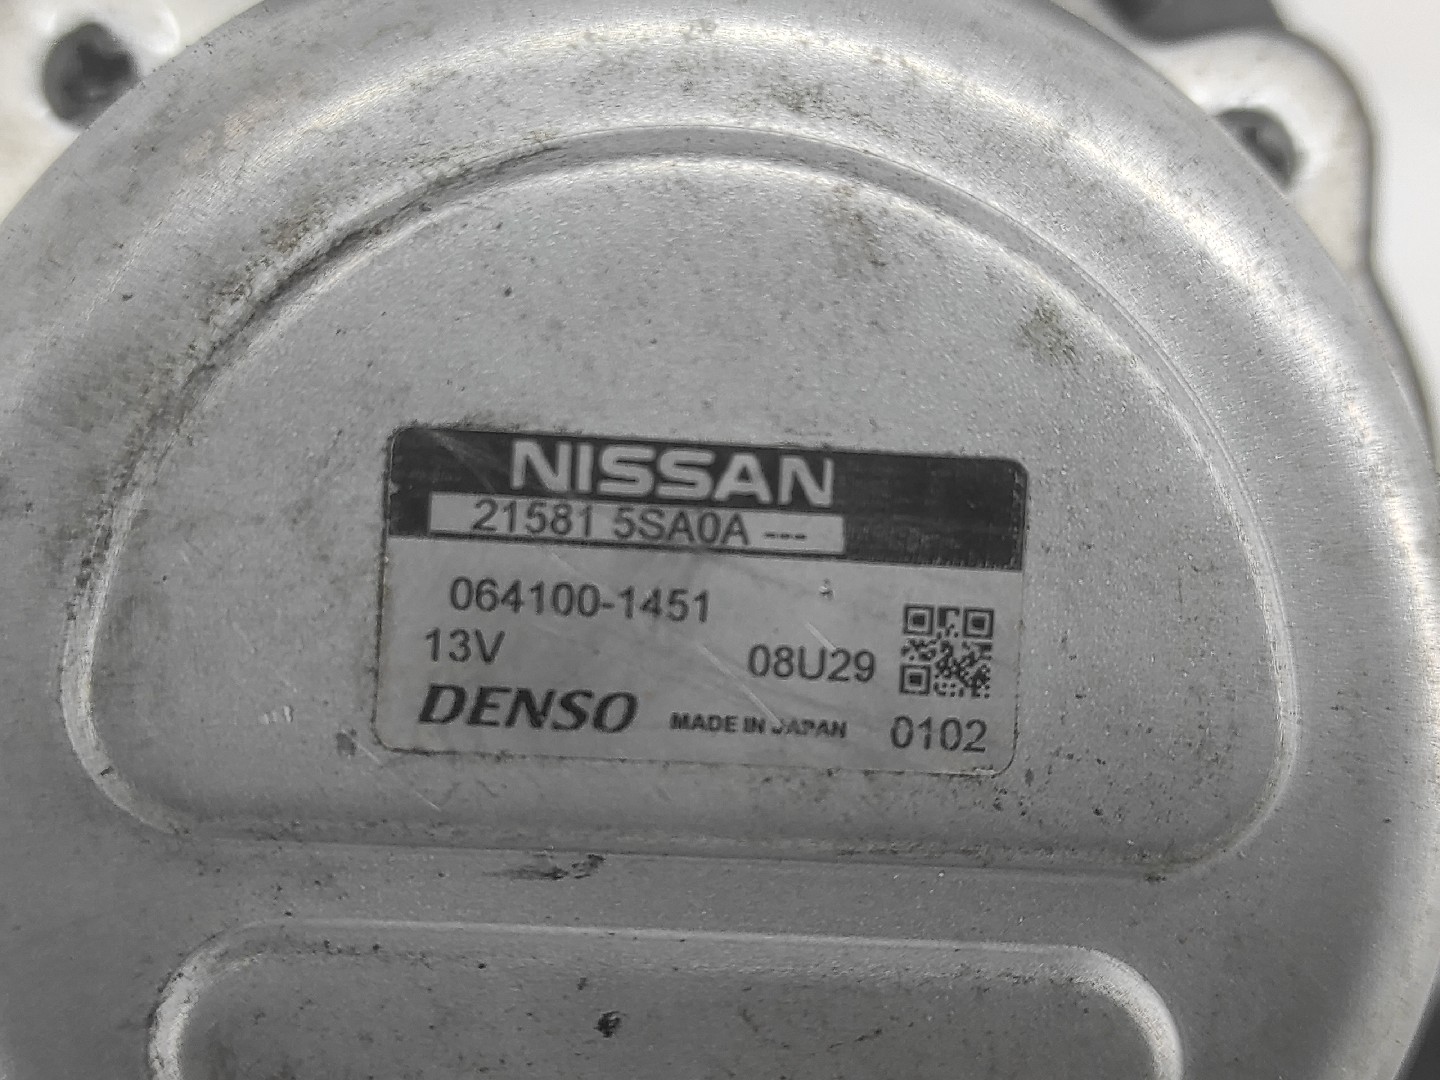 NISSAN
21581 5SA0A ---
064100-1451
13V 08U29
DENSO MADE IN JAPAN 0102